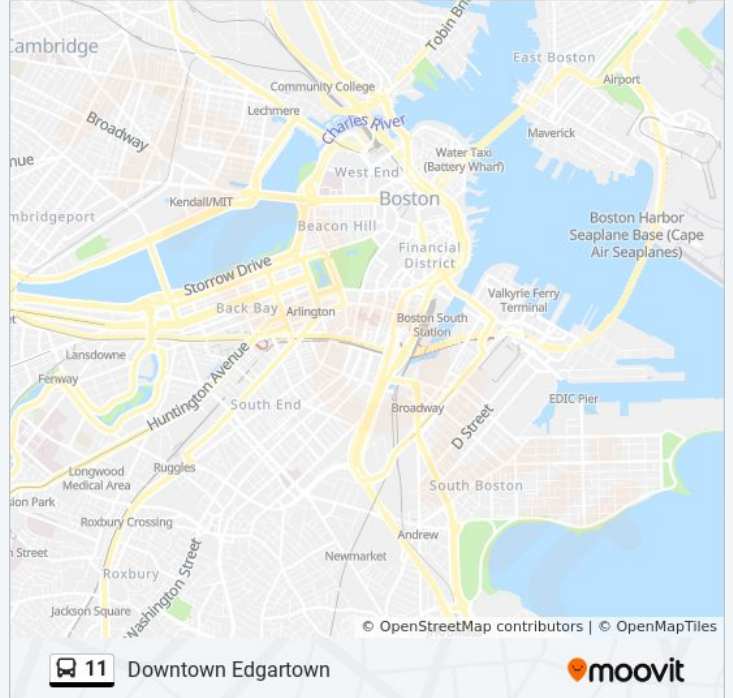 Tobin Bri
Cambridge
East Boston
Community College
Airport
Lechmere
Broadway
Charles River
Maverick
Water Taxi
(Battery Wharf)
nue
West End
Kendall/MIT
Boston
mbridgeport
Beacon Hill
Boston Harbor
Seaplane Base (Cape
Air Seaplanes)
Financial
District
Storrow Drive
Valkyrie Ferry
Terminal
Back Bay
Arlington
Boston South
Station
et
Lansdowne
Fenway
Huntington Avenue
South End
Broadway
EDIC Pier
D Street
Longwood
Medical Area
Ruggles
South Boston
sion Park
Roxbury Crossing
Andrew
n Street
Newmarket
Roxbury
Washington Street
Jackson Square
© OpenStreetMap contributors | © OpenMapTiles
11 Downtown Edgartown
moovit